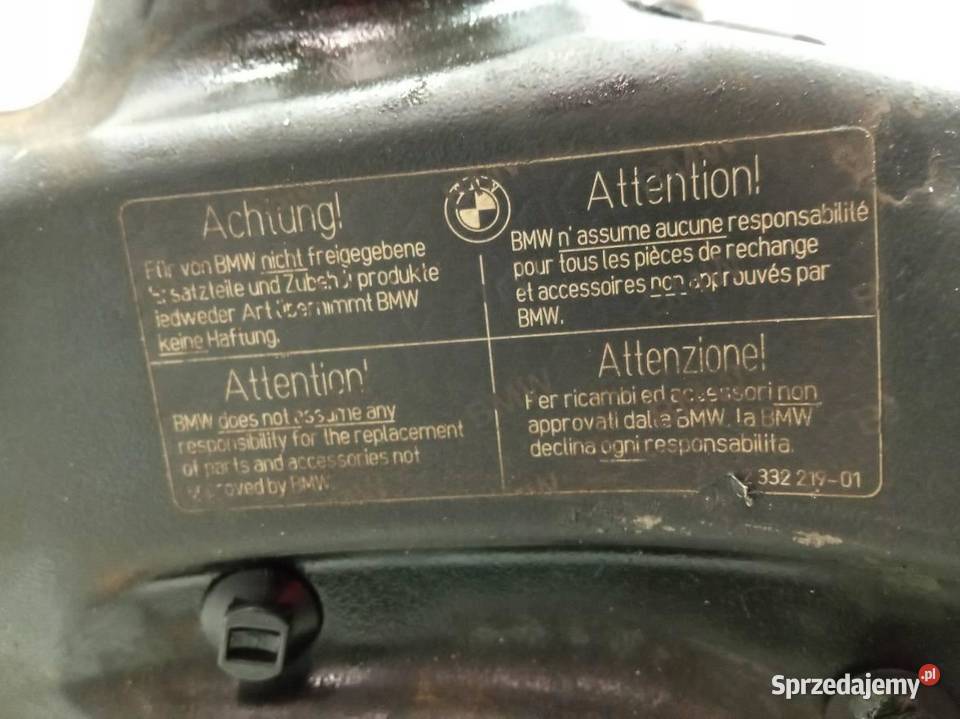 Achtung!
Für von BMW nicht freigegebene
Ersatzteile und Zubehör produkte
jedweder Art übernimmt BMW
keine Haftung.
Attention!
BMW n'assume aucune responsabilité
pour tous les pièces de rechange
et accessoires non approuvés par
BMW.
Attention!
BMW does not assume any
responsibility for the replacement
of parts and accessories not
approved by BMW.
Attenzione!
Per ricambi ed accessori non
approvati dalle BMW. la BMW
declina ogni responsabilita.
332 219-01
Sprzedajemy.pl